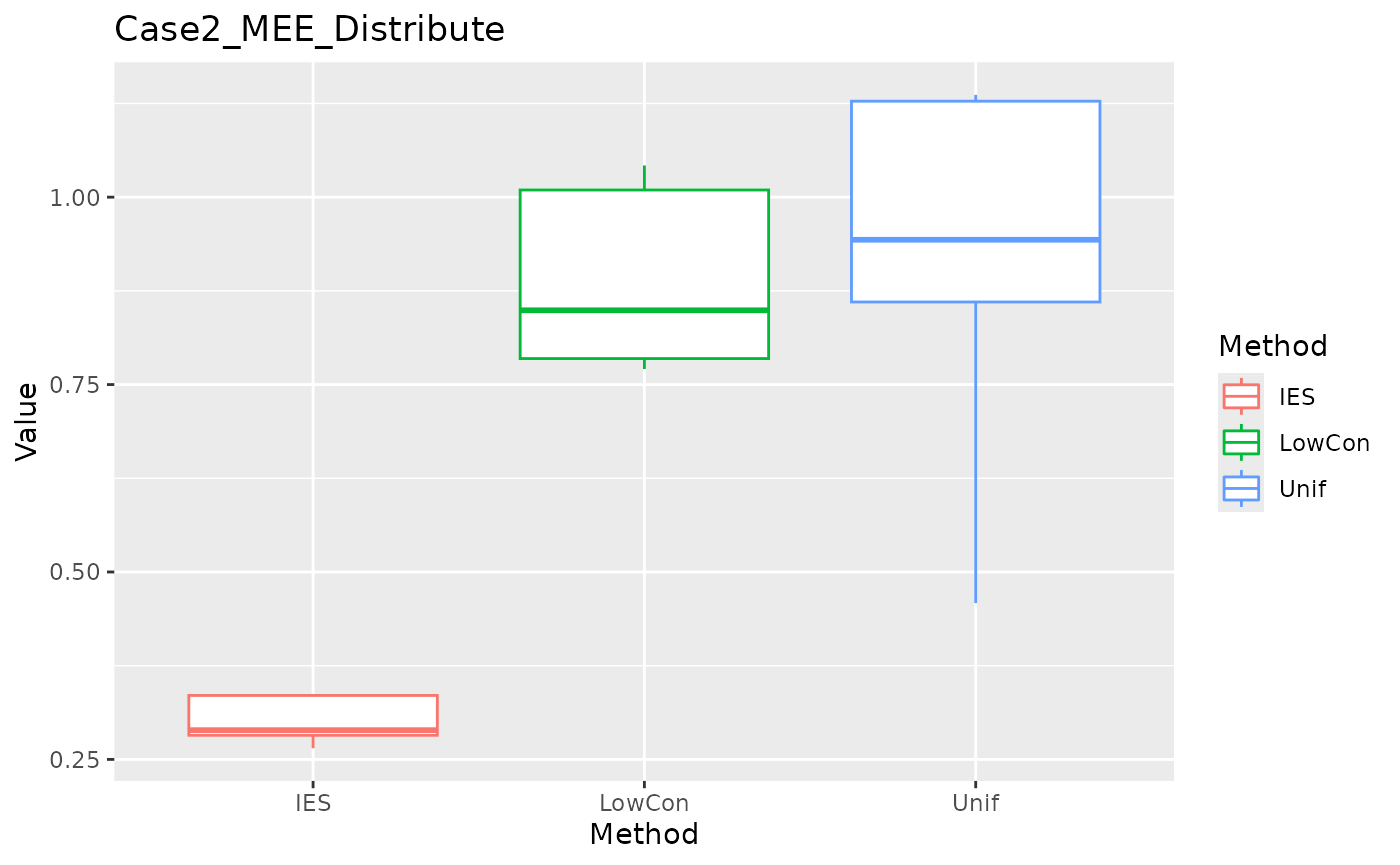 Case2_MEE_Distribute
Value
1.00
0.75
0.50
0.25
IES
LowCon
Unif
Method
Method
IES
LowCon
Unif